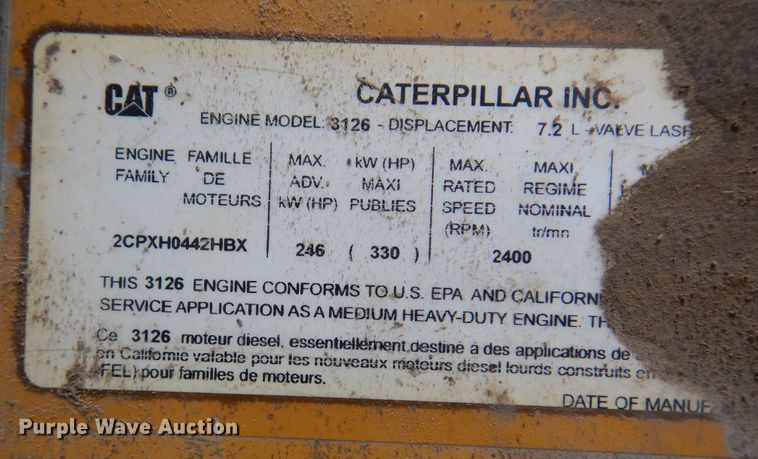 CAT® CATERPILLAR INC.
ENGINE MODEL: 3126 - DISPLACEMENT: 7.2 L - VALVE LASH
ENGINE FAMILLE MAX. kW (HP) MAX. MAXI
FAMILY DE ADV. MAXI RATED REGIME
MOTEURS kW (HP) PUBLIES SPEED NOMINAL
(RPM) tr/mn
2CPXH0442HBX 246 ( 330 ) 2400
THIS 3126 ENGINE CONFORMS TO U.S. EPA AND CALIFORN
SERVICE APPLICATION AS A MEDIUM HEAVY-DUTY ENGINE. TH
Ce 3126 moteur diesel, essentiellement destiné à des applications de
en Californie valable pour les nouveaux moteurs diesel lourds construits en
FEL) pour familles de moteurs.
DATE OF MANUF
Purple Wave Auction